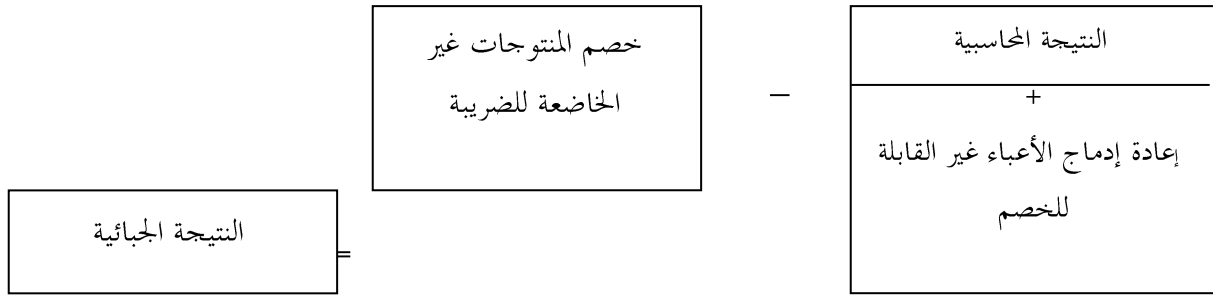 النتيجة المحاسبية
+
إعادة إدماج الأعباء غير القابلة
للخصم
–
خصم المنتوجات غير
الخاضعة للضريبة
=
النتيجة الجبائية